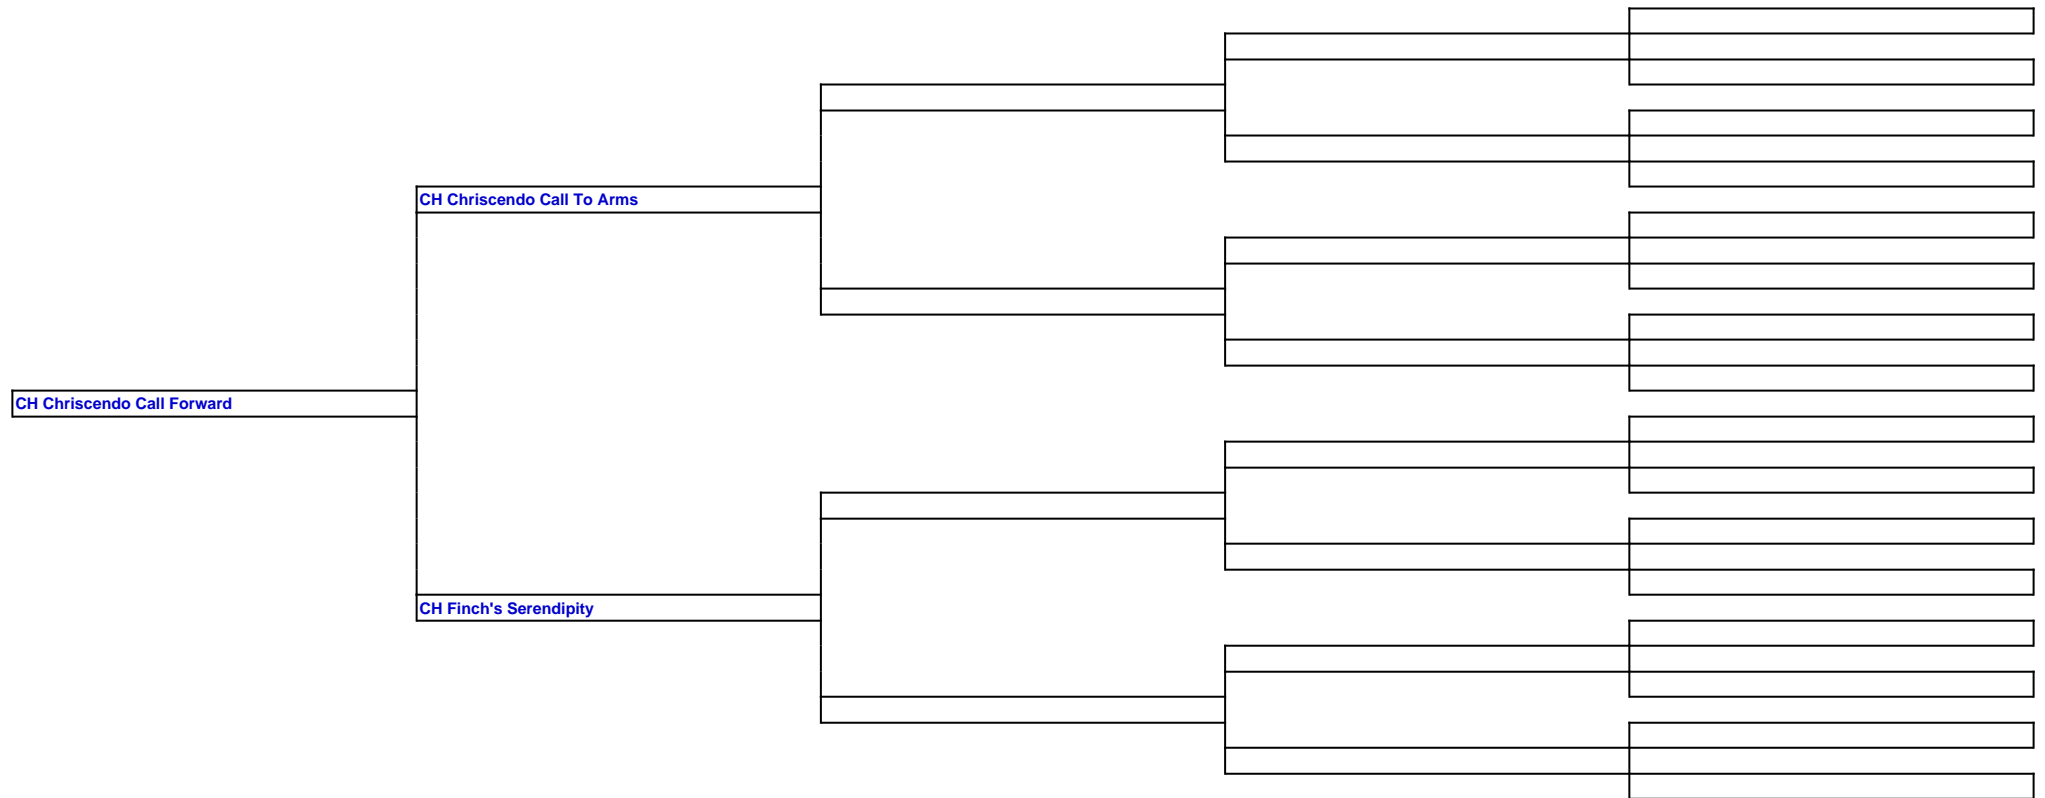 CH Chriscendo Call To Arms
CH Chriscendo Call Forward
CH Finch's Serendipity